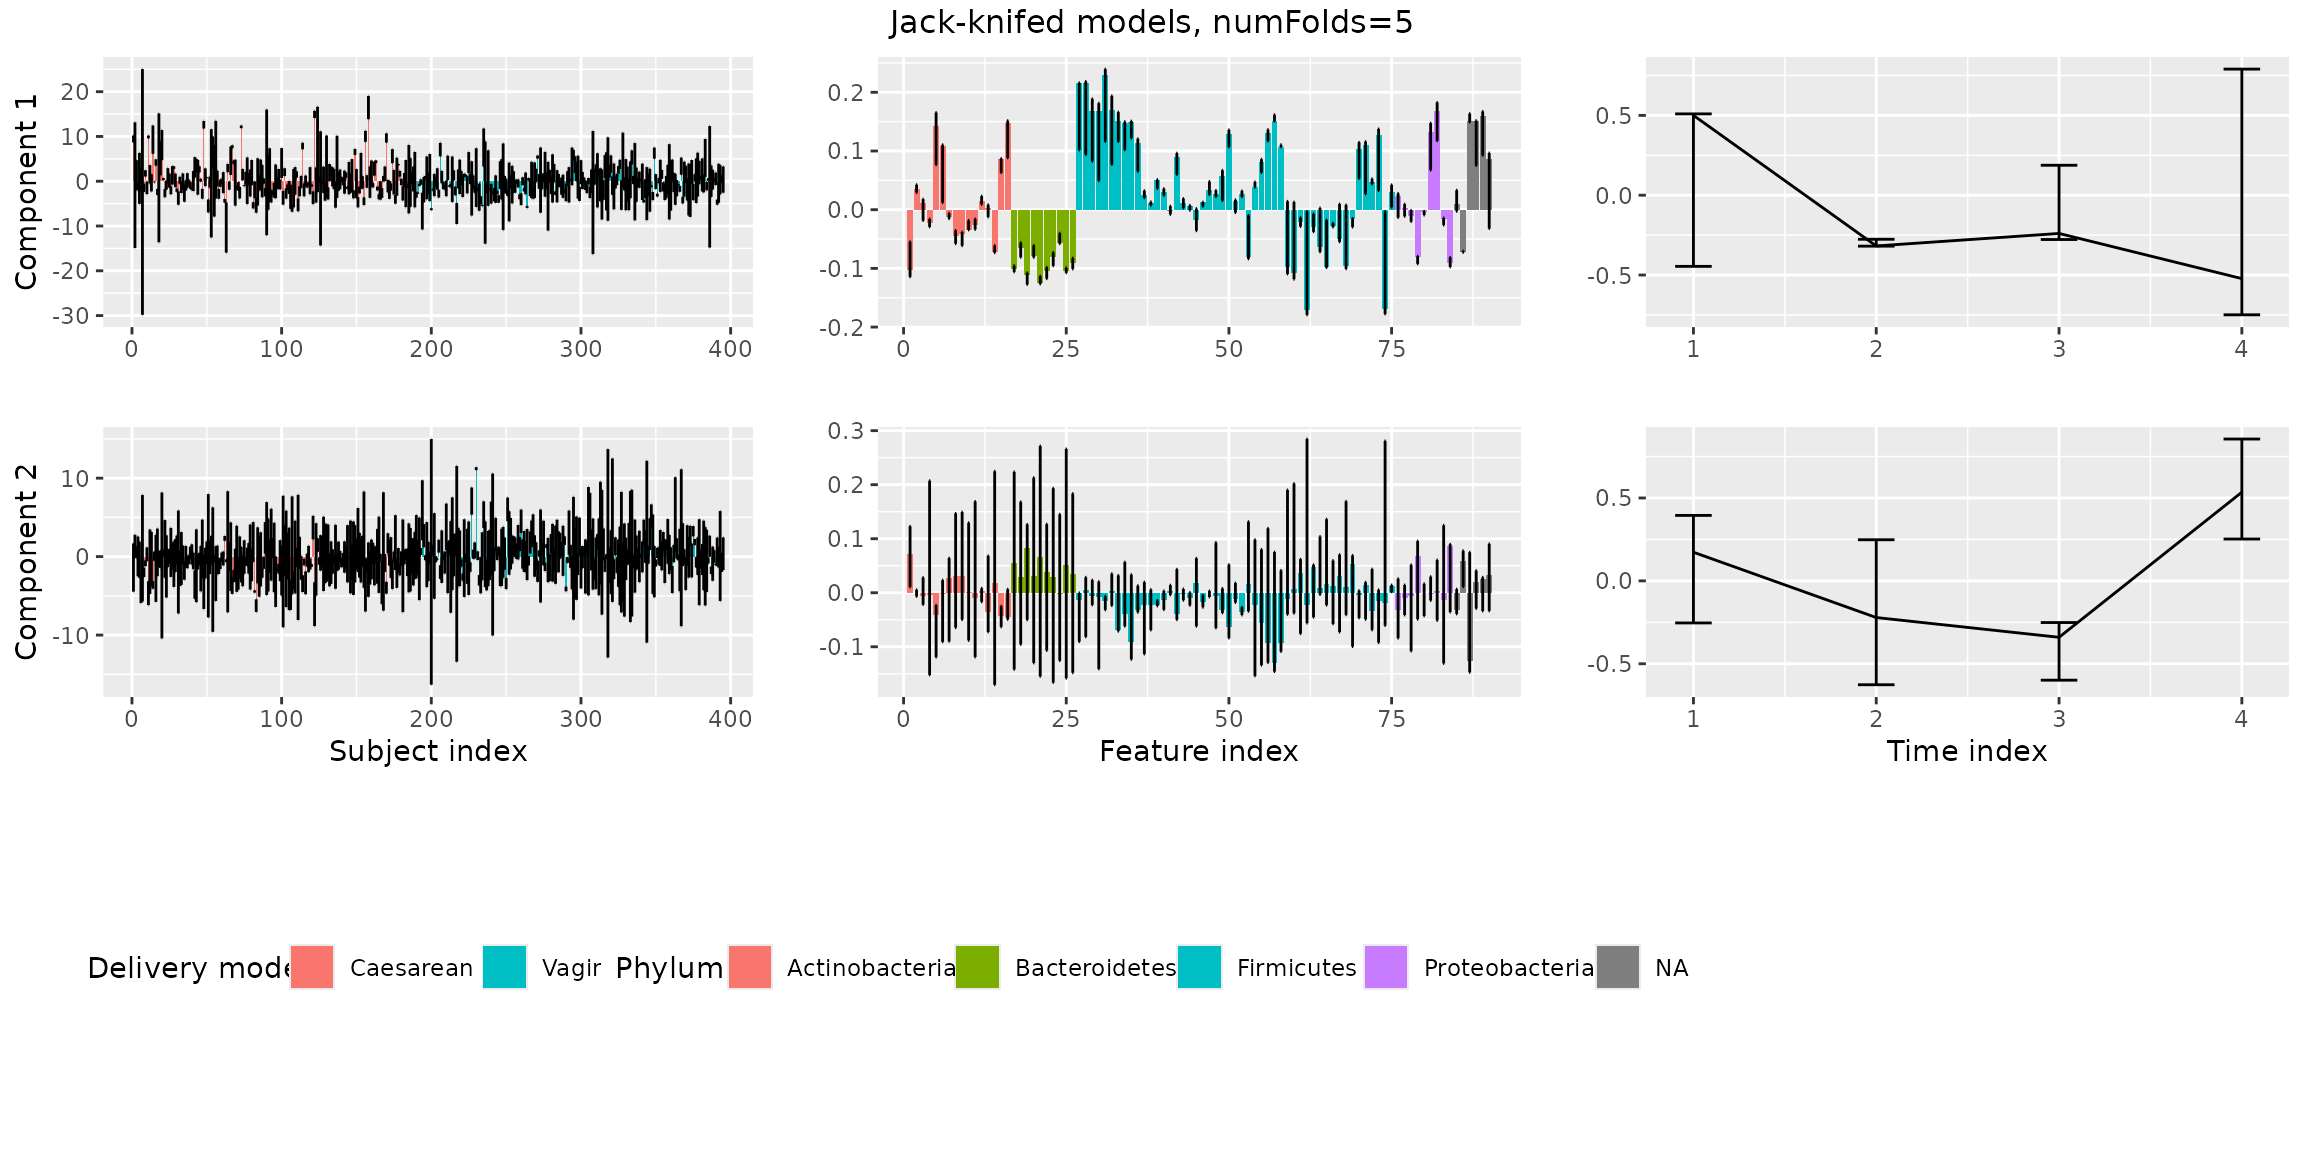 Jack-knifed models, numFolds=5
Component 1
20
10
0
-10
-20
-30
0 100 200 300 400
0.2
0.1
0.0
-0.1
-0.2
0 25 50 75
0.5
0.0
-0.5
1 2 3 4
Component 2
10
0
-10
0 100 200 300 400
Subject index
0.3
0.2
0.1
0.0
-0.1
0 25 50 75
Feature index
0.5
0.0
-0.5
1 2 3 4
Time index
Delivery mode Caesarean Vagir Phylum Actinobacteria Bacteroidetes Firmicutes Proteobacteria NA